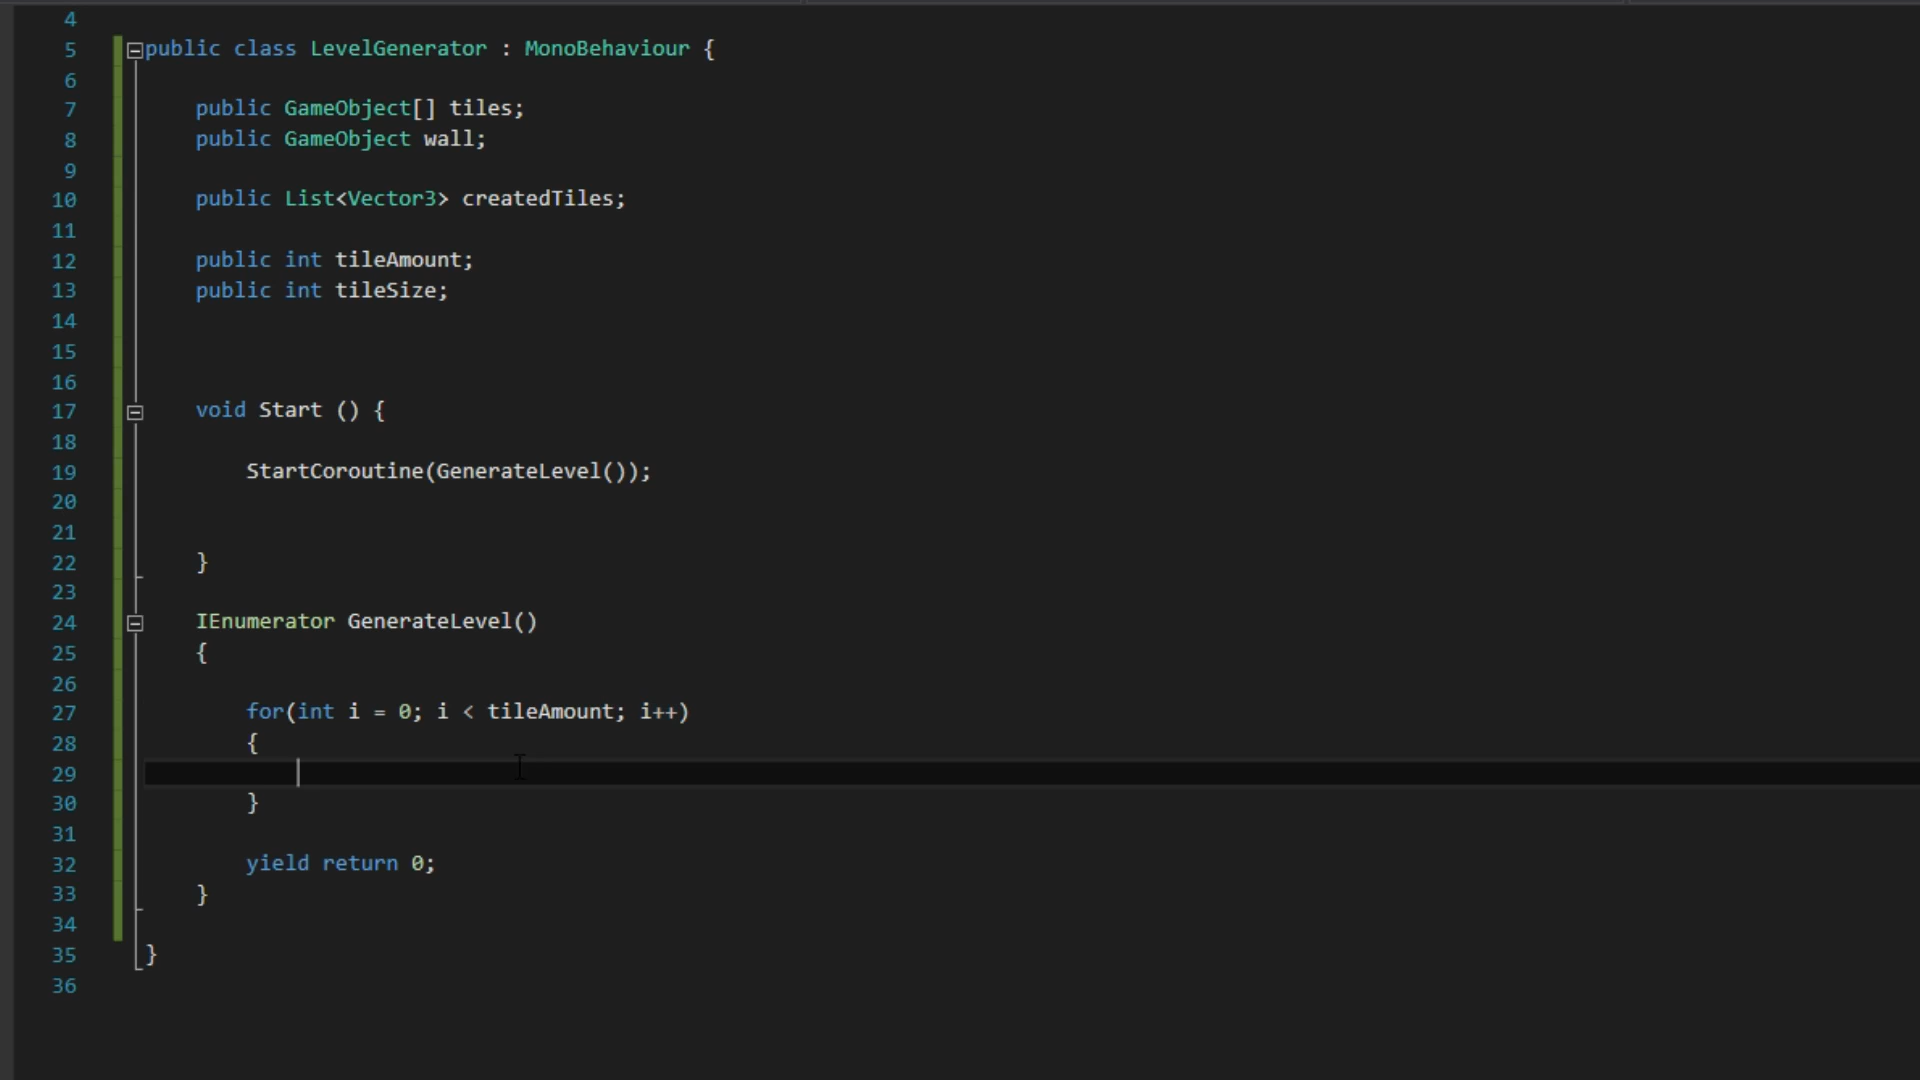 4
5 public class LevelGenerator : MonoBehaviour {
6
7 public GameObject[] tiles;
8 public GameObject wall;
9
10 public List<Vector3> createdTiles;
11
12 public int tileAmount;
13 public int tileSize;
14
15
16
17 void Start () {
18
19 StartCoroutine(GenerateLevel());
20
21
22 }
23
24 IEnumerator GenerateLevel()
25 {
26
27 for(int i = 0; i < tileAmount; i++)
28 {
29
30 }
31
32 yield return 0;
33 }
34
35 }
36